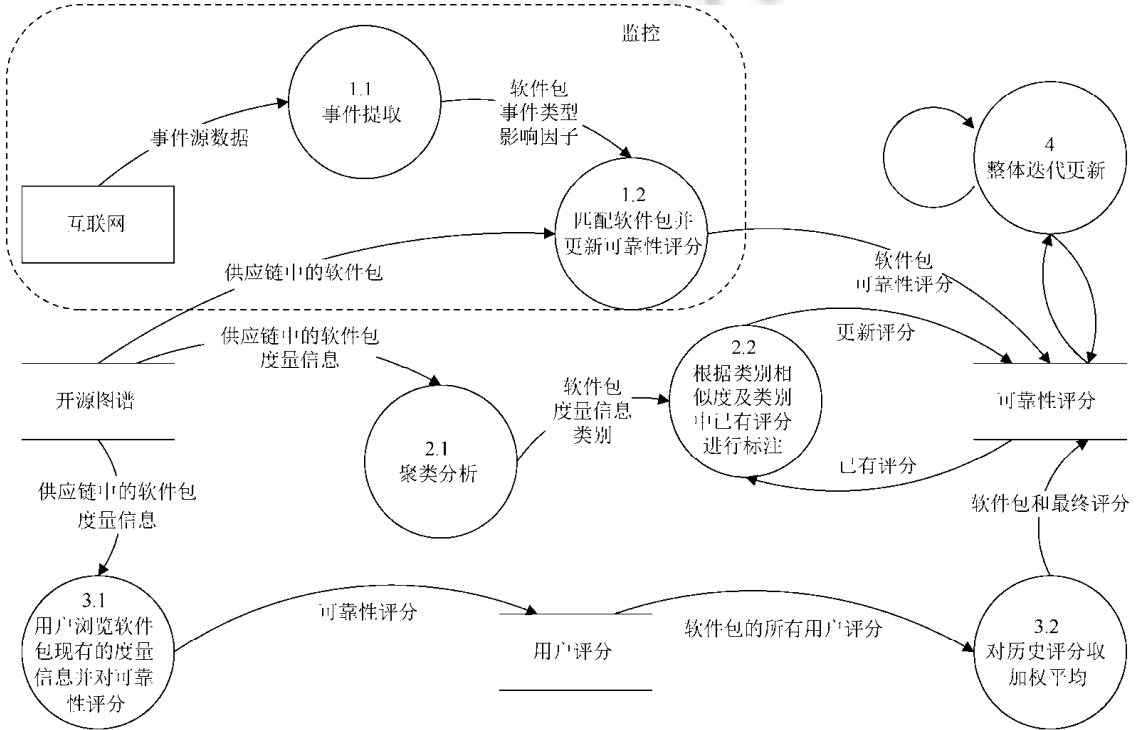 监控
1.1
事件提取
软件包
事件类型
影响因子
事件源数据
互联网
1.2
匹配软件包并
更新可靠性评分
供应链中的软件包
4
整体迭代更新
软件包
可靠性评分
供应链中的软件包
度量信息
开源图谱
2.1
聚类分析
软件包
度量信息
类别
2.2
根据类别相
似度及类别
中已有评分
进行标注
更新评分
已有评分
可靠性评分
供应链中的软件包
度量信息
3.1
用户浏览软件
包现有的度量
信息并对可靠
性评分
可靠性评分
用户评分
软件包的所有用户评分
软件包和最终评分
3.2
对历史评分取
加权平均